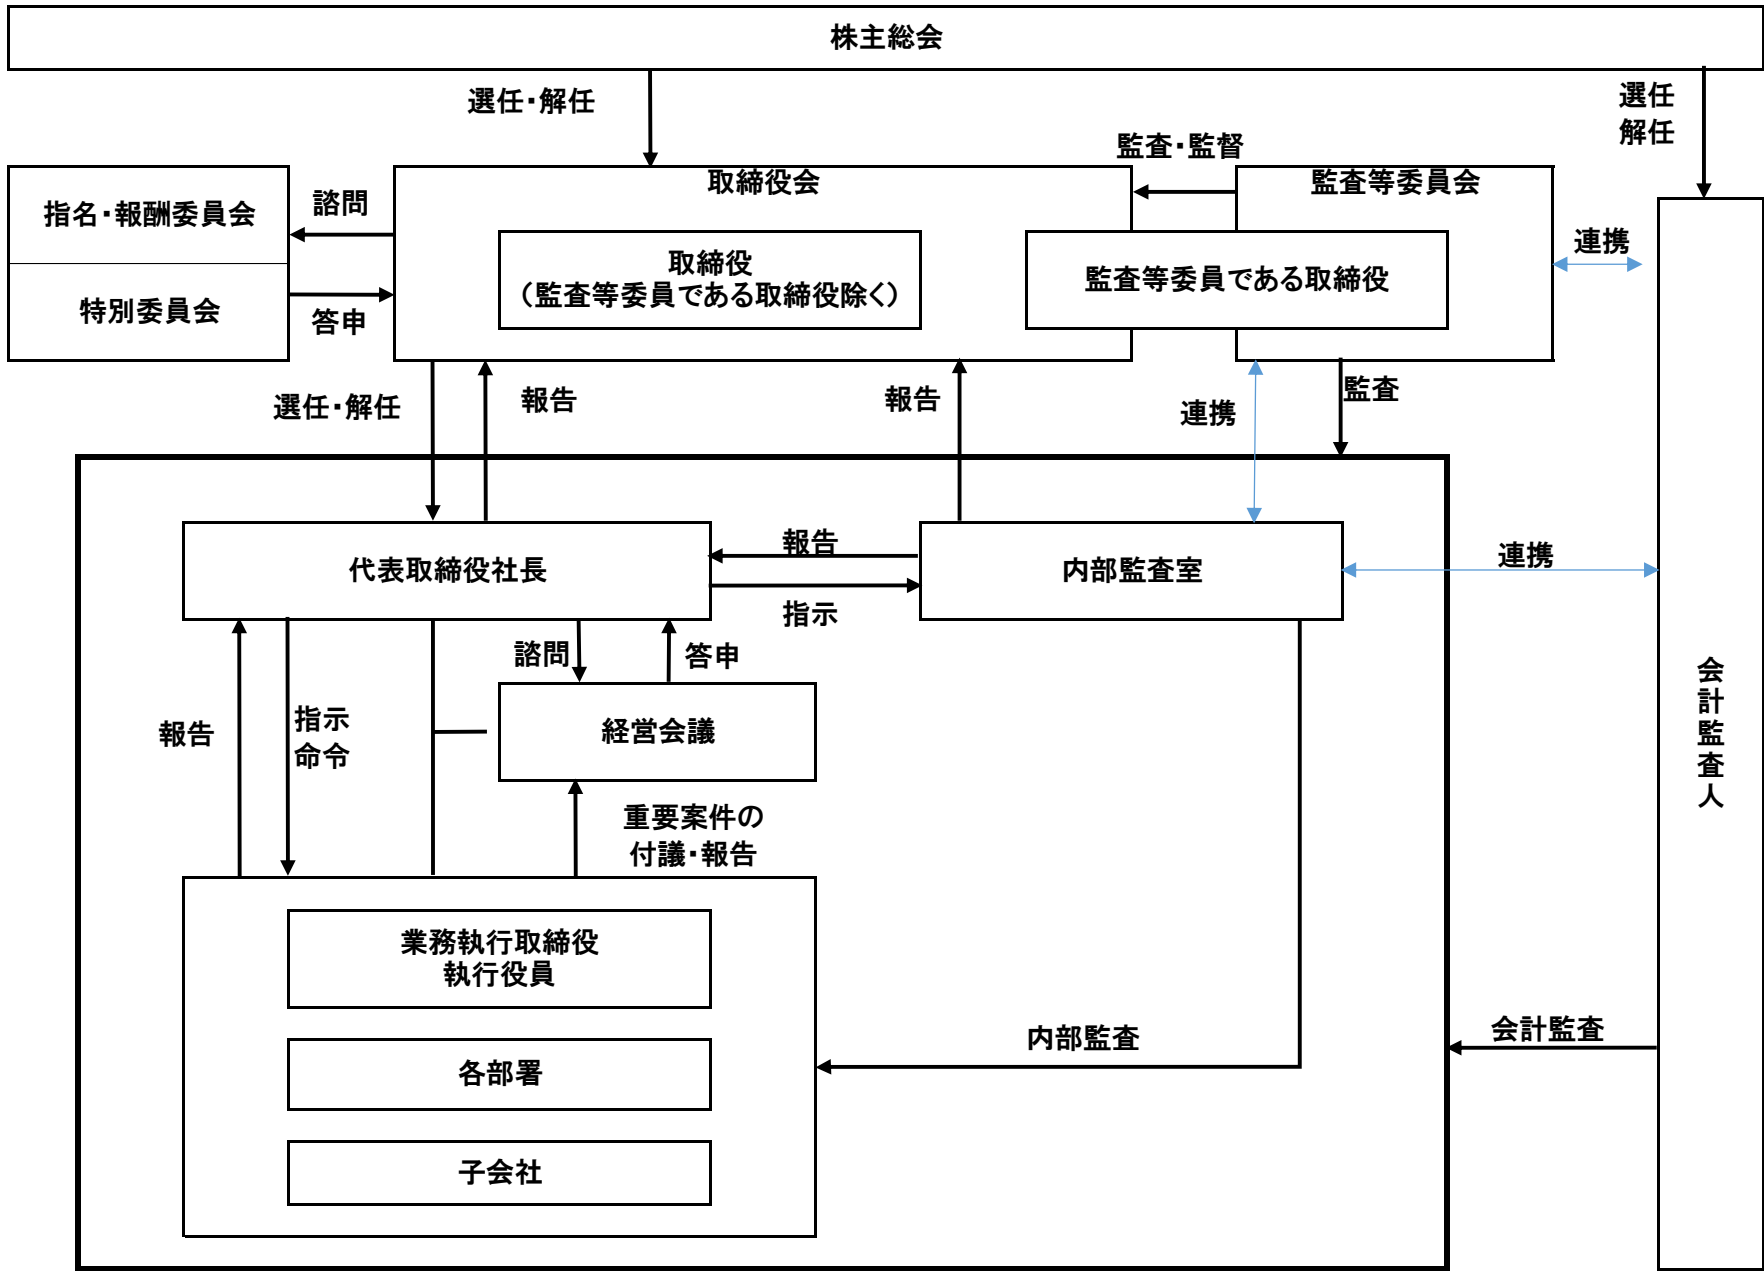 株主総会
選任・解任
選任
解任
監査・監督
取締役会
監査等委員会
指名・報酬委員会
諮問
取締役
（監査等委員である取締役除く）
監査等委員である取締役
連携
特別委員会
答申
選任・解任
報告
報告
連携
監査
代表取締役社長
報告
内部監査室
連携
指示
諮問
答申
報告
指示
命令
経営会議
会計監査人
重要案件の
付議・報告
業務執行取締役
執行役員
内部監査
会計監査
各部署
子会社